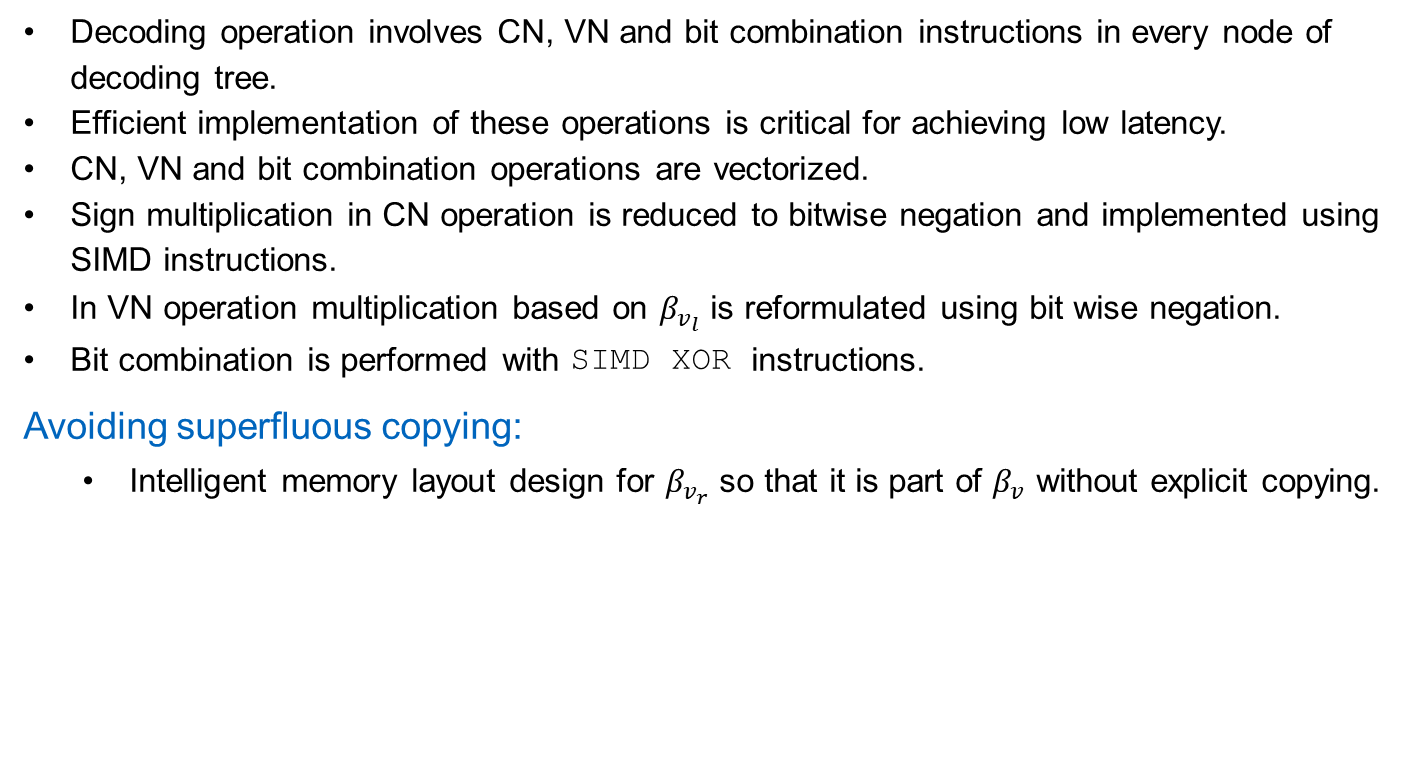 • Decoding operation involves CN, VN and bit combination instructions in every node of
decoding tree.
• Efficient implementation of these operations is critical for achieving low latency.
• CN, VN and bit combination operations are vectorized.
• Sign multiplication in CN operation is reduced to bitwise negation and implemented using
SIMD instructions.
• In VN operation multiplication based on β_{v_l} is reformulated using bit wise negation.
• Bit combination is performed with SIMD XOR instructions.
Avoiding superfluous copying:
• Intelligent memory layout design for β_{v_r} so that it is part of β_v without explicit copying.